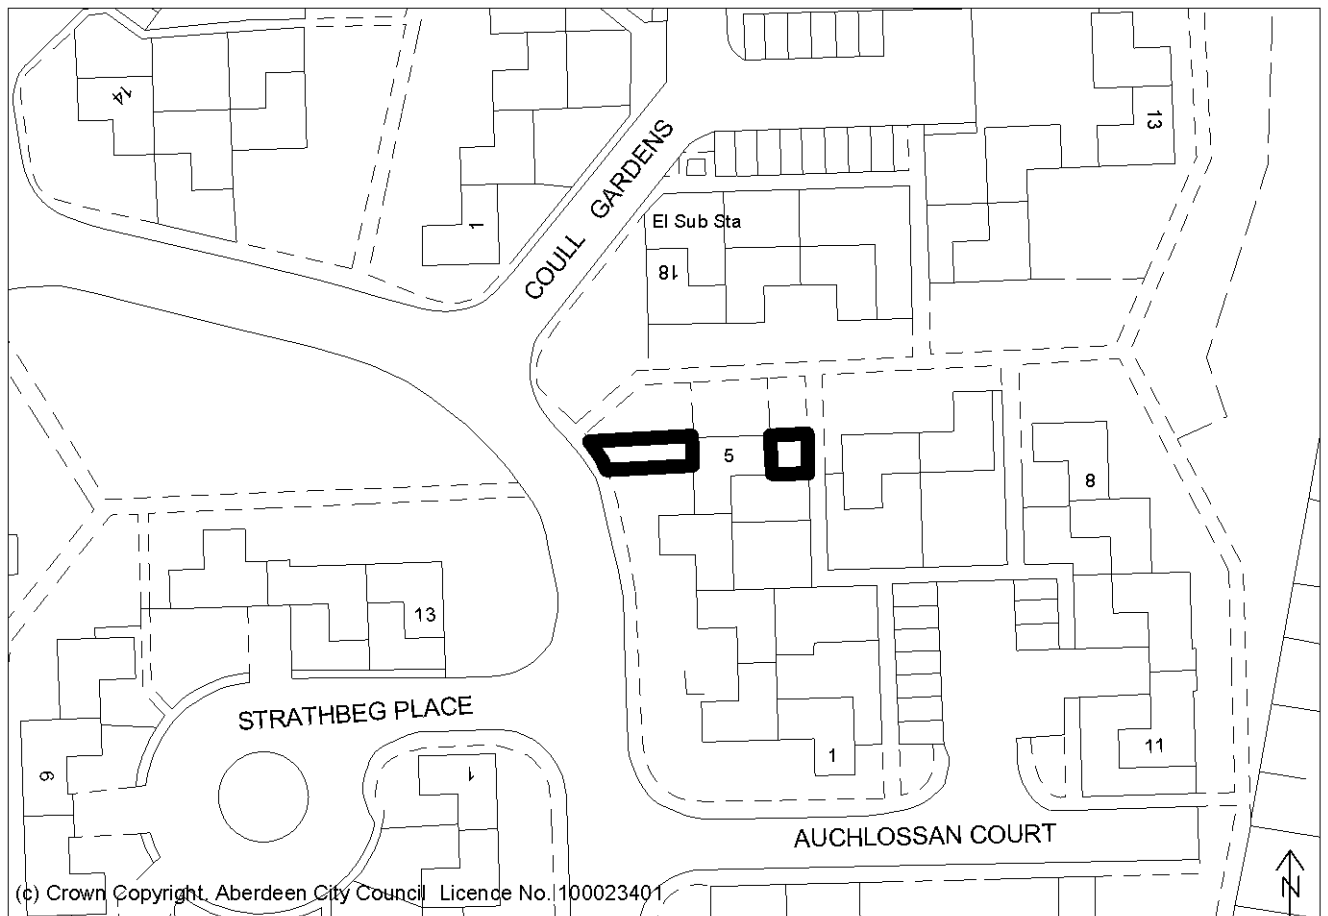 14
13
COULL GARDENS
1
El Sub Sta
18
5
8
13
STRATHBEG PLACE
1
11
6
1
AUCHLOSSAN COURT
N
(c) Crown Copyright. Aberdeen City Council Licence No. 100023401